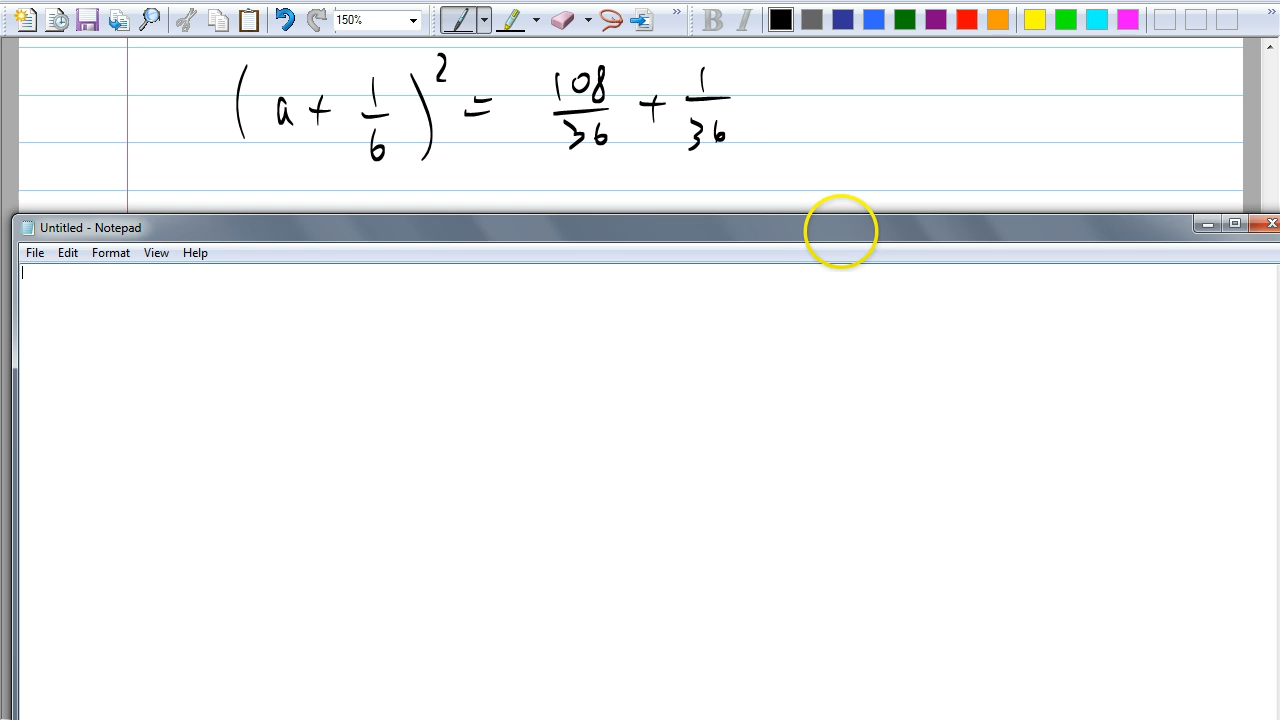 150%
B I
(a + 1/6)² = 108/36 + 1/36
Untitled - Notepad
File Edit Format View Help